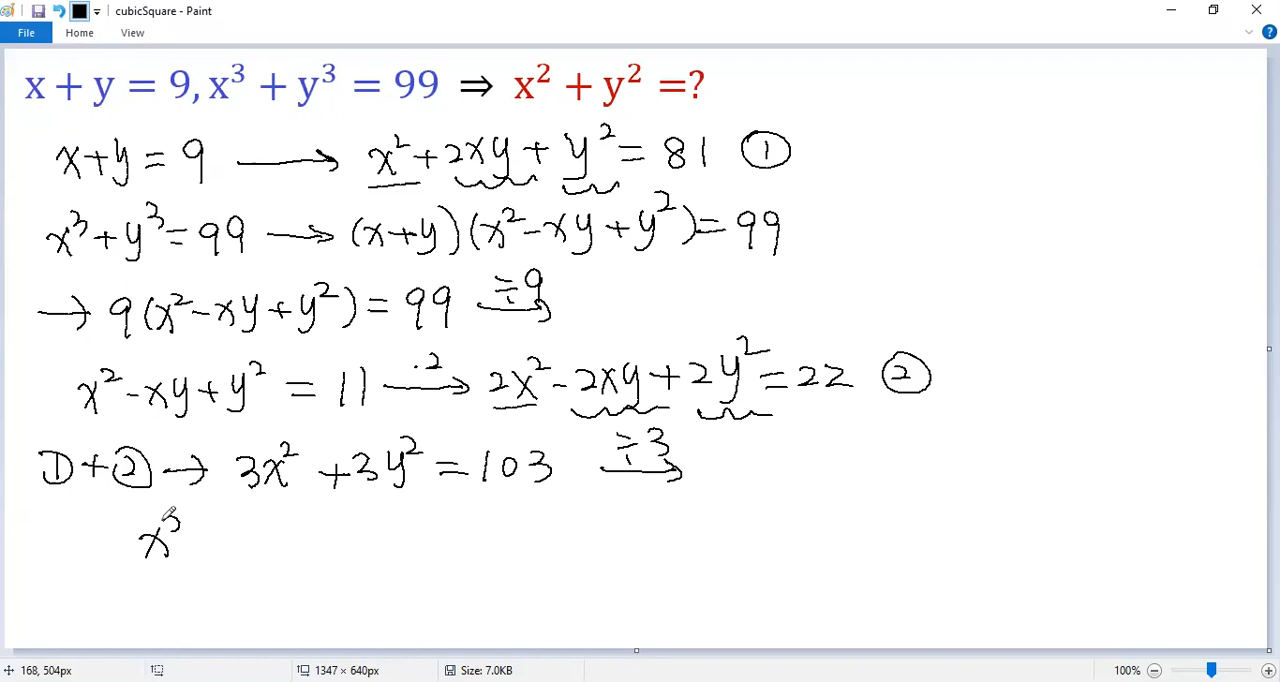 cubicSquare - Paint
File Home View
x + y = 9, x³ + y³ = 99 ⇒ x² + y² =?
x+y = 9 → x² + 2xy + y² = 81 ①
x³ + y³ = 99 → (x+y)(x² - xy + y²) = 99
→ 9(x² - xy + y²) = 99 ÷9 →
x² - xy + y² = 11 ·2 → 2x² - 2xy + 2y² = 22 ②
① + ② → 3x² + 3y² = 103 ÷3 →
x³
168, 504px 1347 × 640px Size: 7.0KB 100%